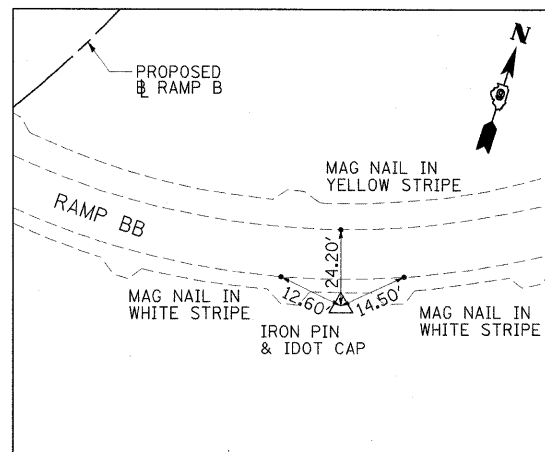 N
PROPOSED
BL RAMP B
MAG NAIL IN
YELLOW STRIPE
RAMP BB
24.20'
MAG NAIL IN
WHITE STRIPE
12.60'
14.50'
MAG NAIL IN
WHITE STRIPE
IRON PIN
& IDOT CAP